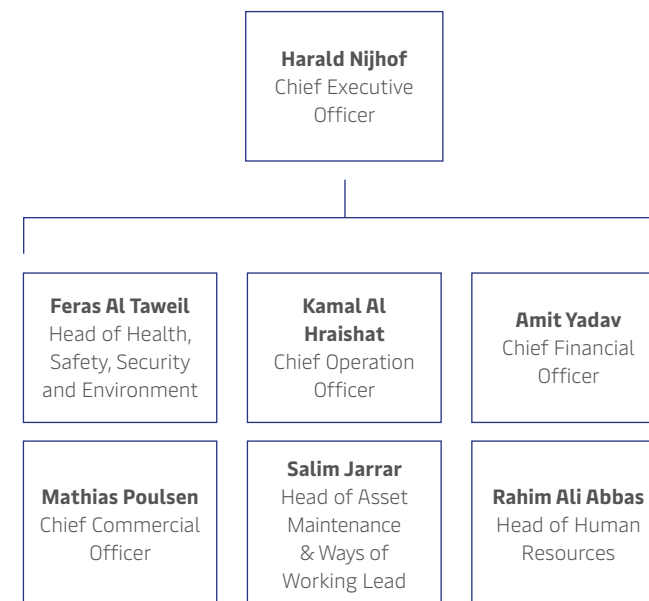 Harald Nijhof
Chief Executive
Officer
Feras Al Taweil
Head of Health,
Safety, Security
and Environment
Kamal Al
Hraishat
Chief Operation
Officer
Amit Yadav
Chief Financial
Officer
Mathias Poulsen
Chief Commercial
Officer
Salim Jarrar
Head of Asset
Maintenance
& Ways of
Working Lead
Rahim Ali Abbas
Head of Human
Resources